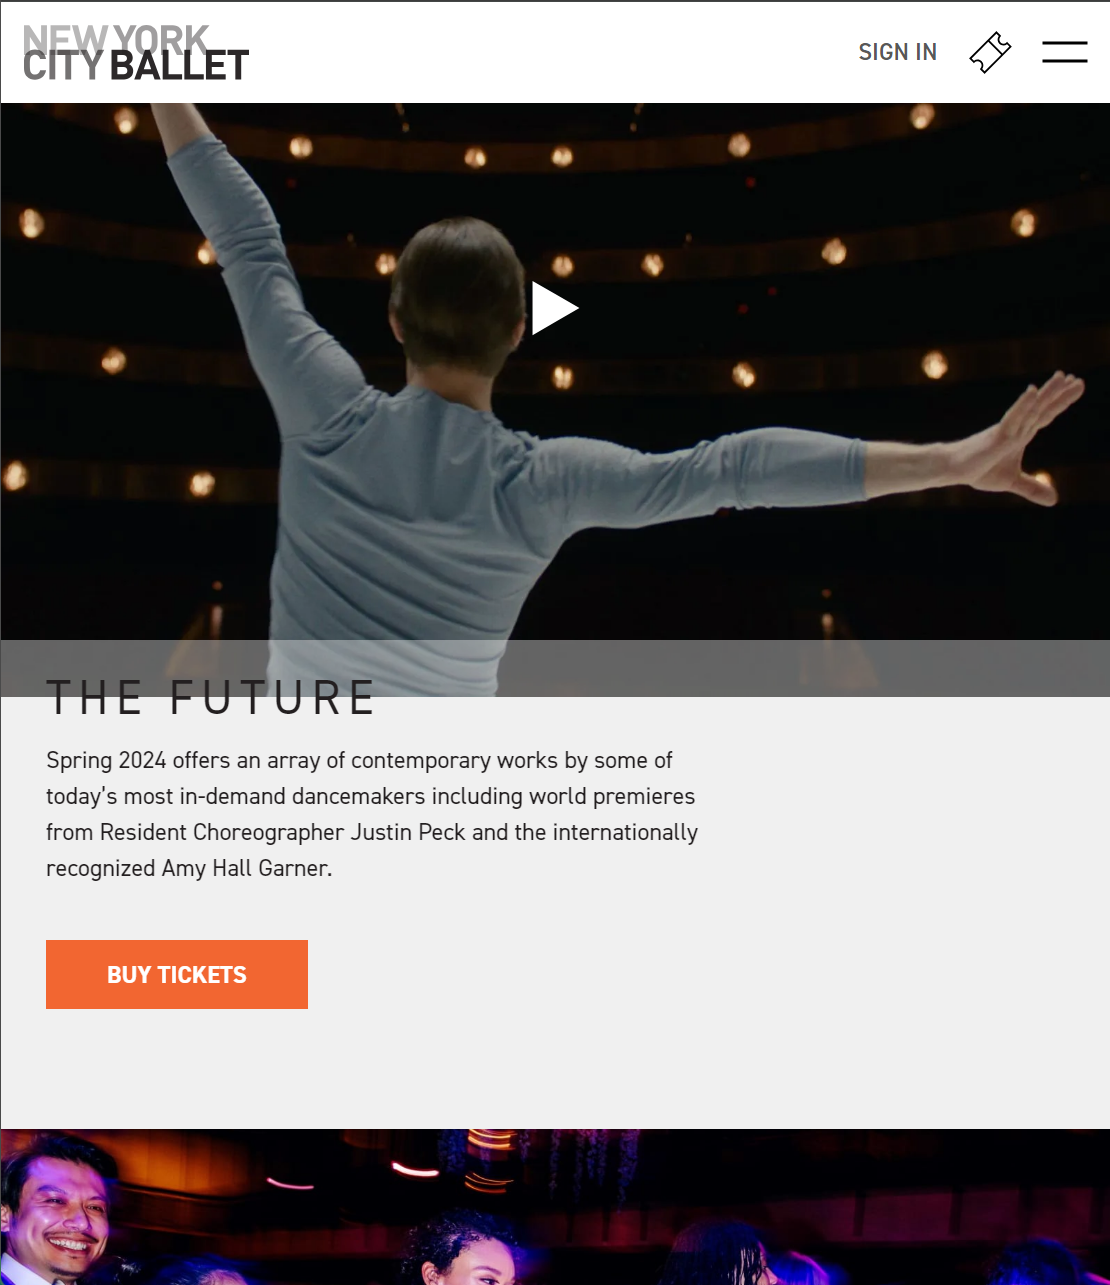 NEW YORK
CITY BALLET
SIGN IN
THE FUTURE
Spring 2024 offers an array of contemporary works by some of
today’s most in-demand dancemakers including world premieres
from Resident Choreographer Justin Peck and the internationally
recognized Amy Hall Garner.
BUY TICKETS